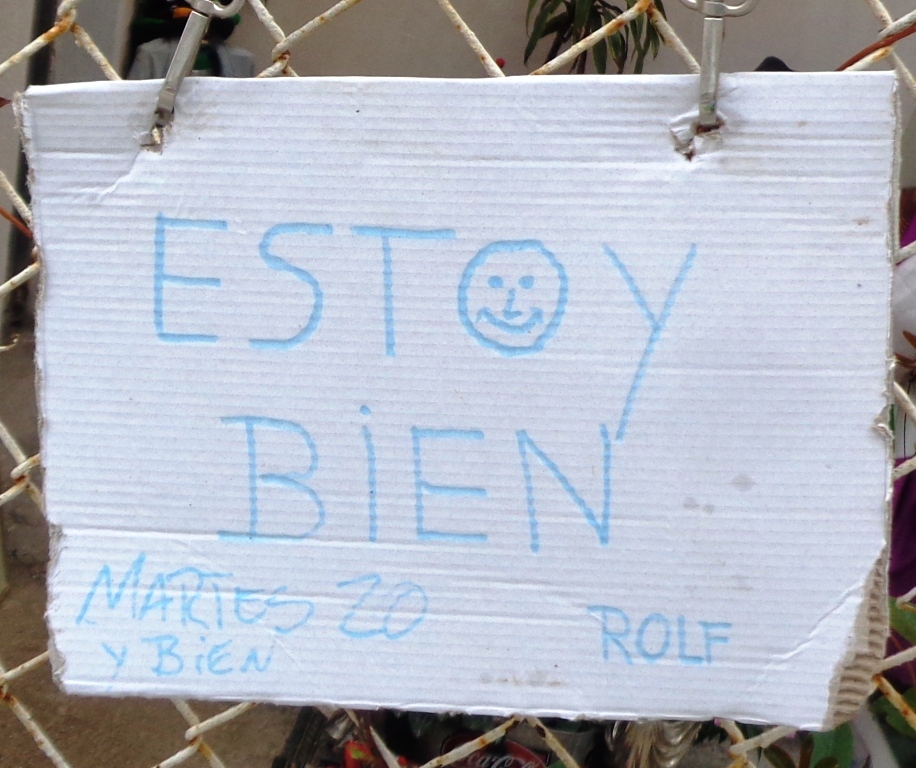 ESTOY
BiEN
MARTES 20
y BiEN
ROLF